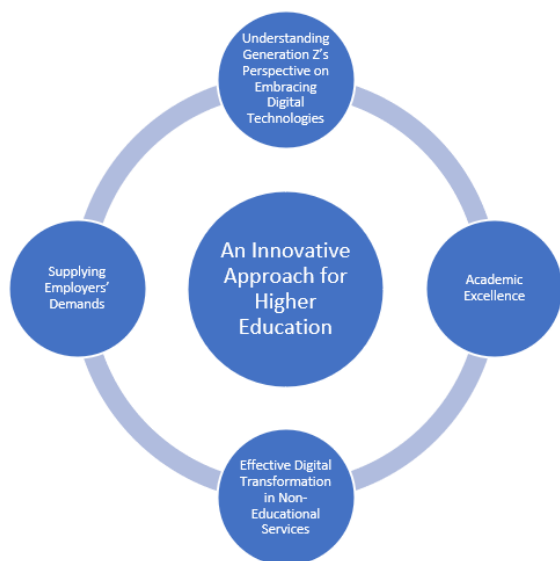 Understanding
Generation Z's
Perspective on
Embracing
Digital
Technologies
An Innovative
Approach for
Higher
Education
Supplying
Employers'
Demands
Academic
Excellence
Effective Digital
Transformation
in Non-
Educational
Services